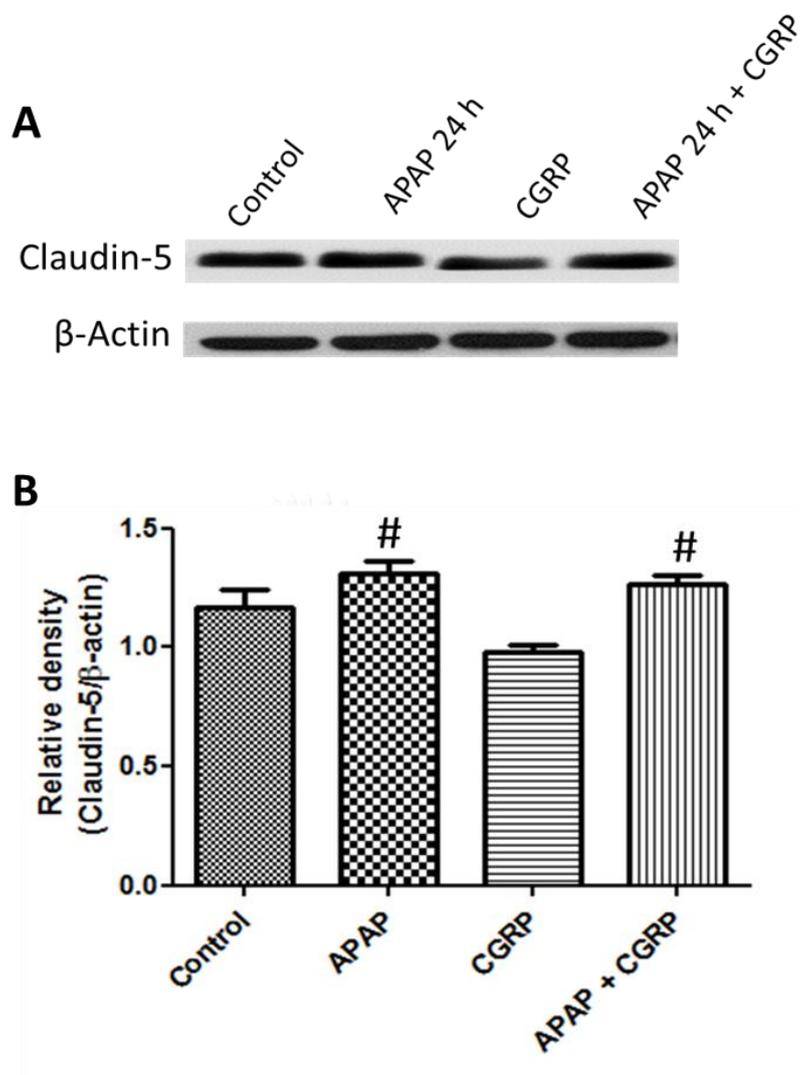 A
Control
APAP 24 h
CGRP
APAP 24 h + CGRP
Claudin-5
β-Actin
B
Relative density
(Claudin-5/β-actin)
1.5
1.0
0.5
0.0
#
#
Control
APAP
CGRP
APAP + CGRP